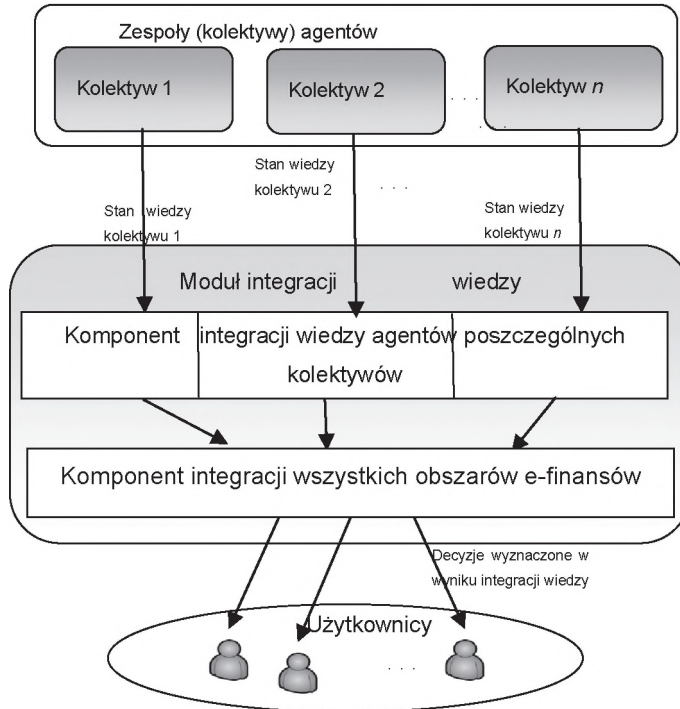 Zespoły (kolektywy) agentów
Kolektyw 1
Kolektyw 2
. . .
Kolektyw n
. . .
Stan wiedzy
kolektywu 1
Stan wiedzy
kolektywu 2
. . .
Stan wiedzy
kolektywu n
Moduł integracji wiedzy
Komponent integracji wiedzy agentów poszczególnych
kolektywów
Komponent integracji wszystkich obszarów e-finansów
Decyzje wyznaczone w
wyniku integracji wiedzy
Użytkownicy
. . .